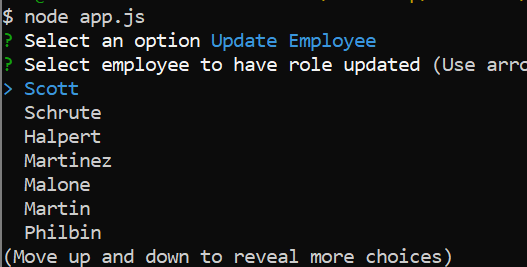 $ node app.js
? Select an option Update Employee
? Select employee to have role updated (Use arro
> Scott
Schrute
Halpert
Martinez
Malone
Martin
Philbin
(Move up and down to reveal more choices)